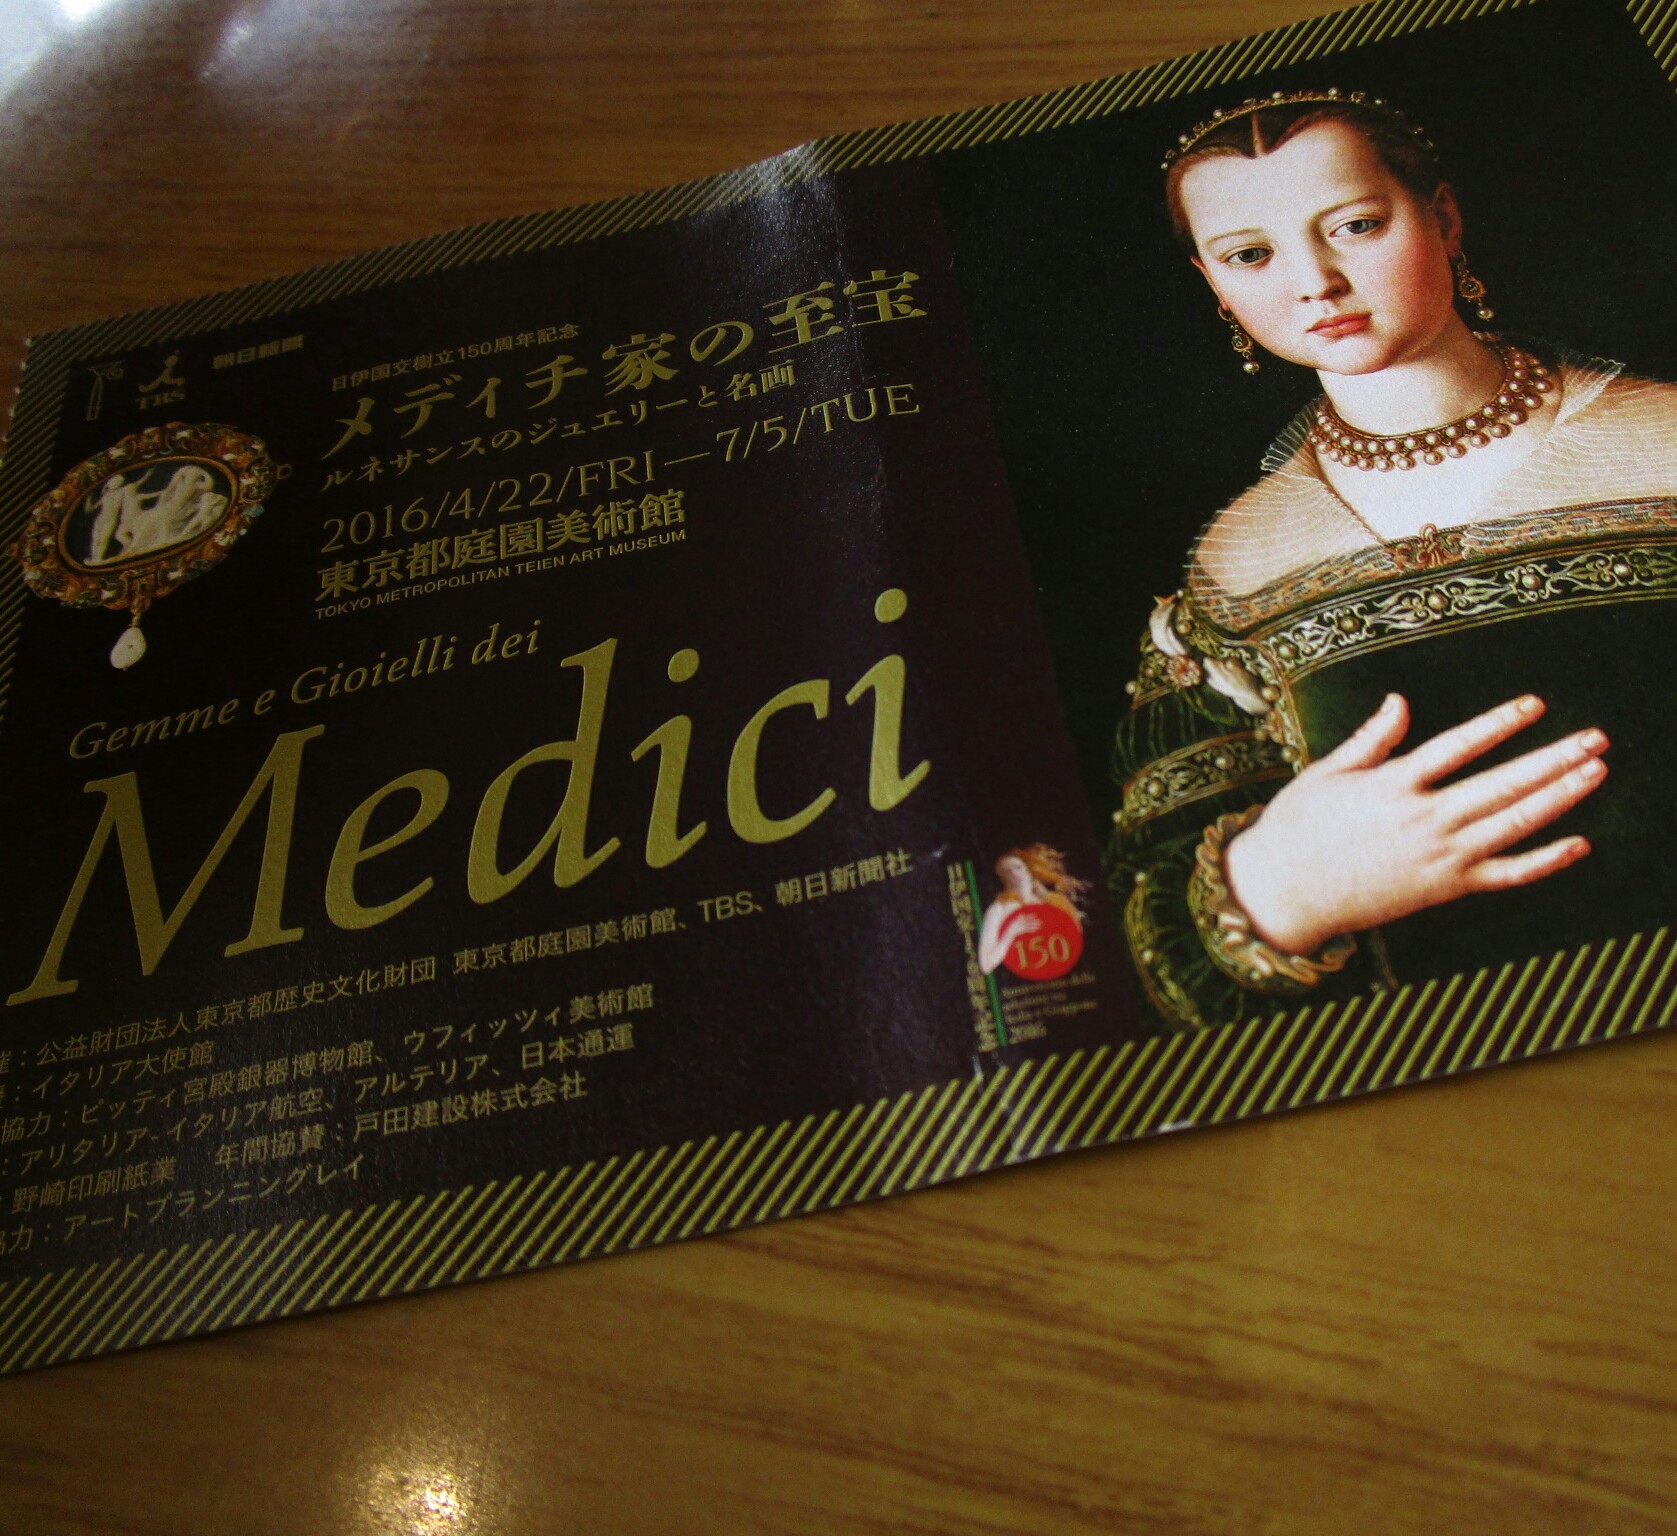 TBS
朝日新聞
日伊国交樹立150周年記念
メディチ家の至宝
ルネサンスのジュエリーと名画
2016/4/22/FRI—7/5/TUE
東京都庭園美術館
TOKYO METROPOLITAN TEIEN ART MUSEUM
Gemme e Gioielli dei
Medici
催：公益財団法人東京都歴史文化財団 東京都庭園美術館、TBS、朝日新聞社
：イタリア大使館
協力：ピッティ宮殿銀器博物館、ウフィッツィ美術館
：アリタリア-イタリア航空、アルテリア、日本通運
：野崎印刷紙業 年間協賛：戸田建設株式会社
協力：アートプランニングレイ
150
2016